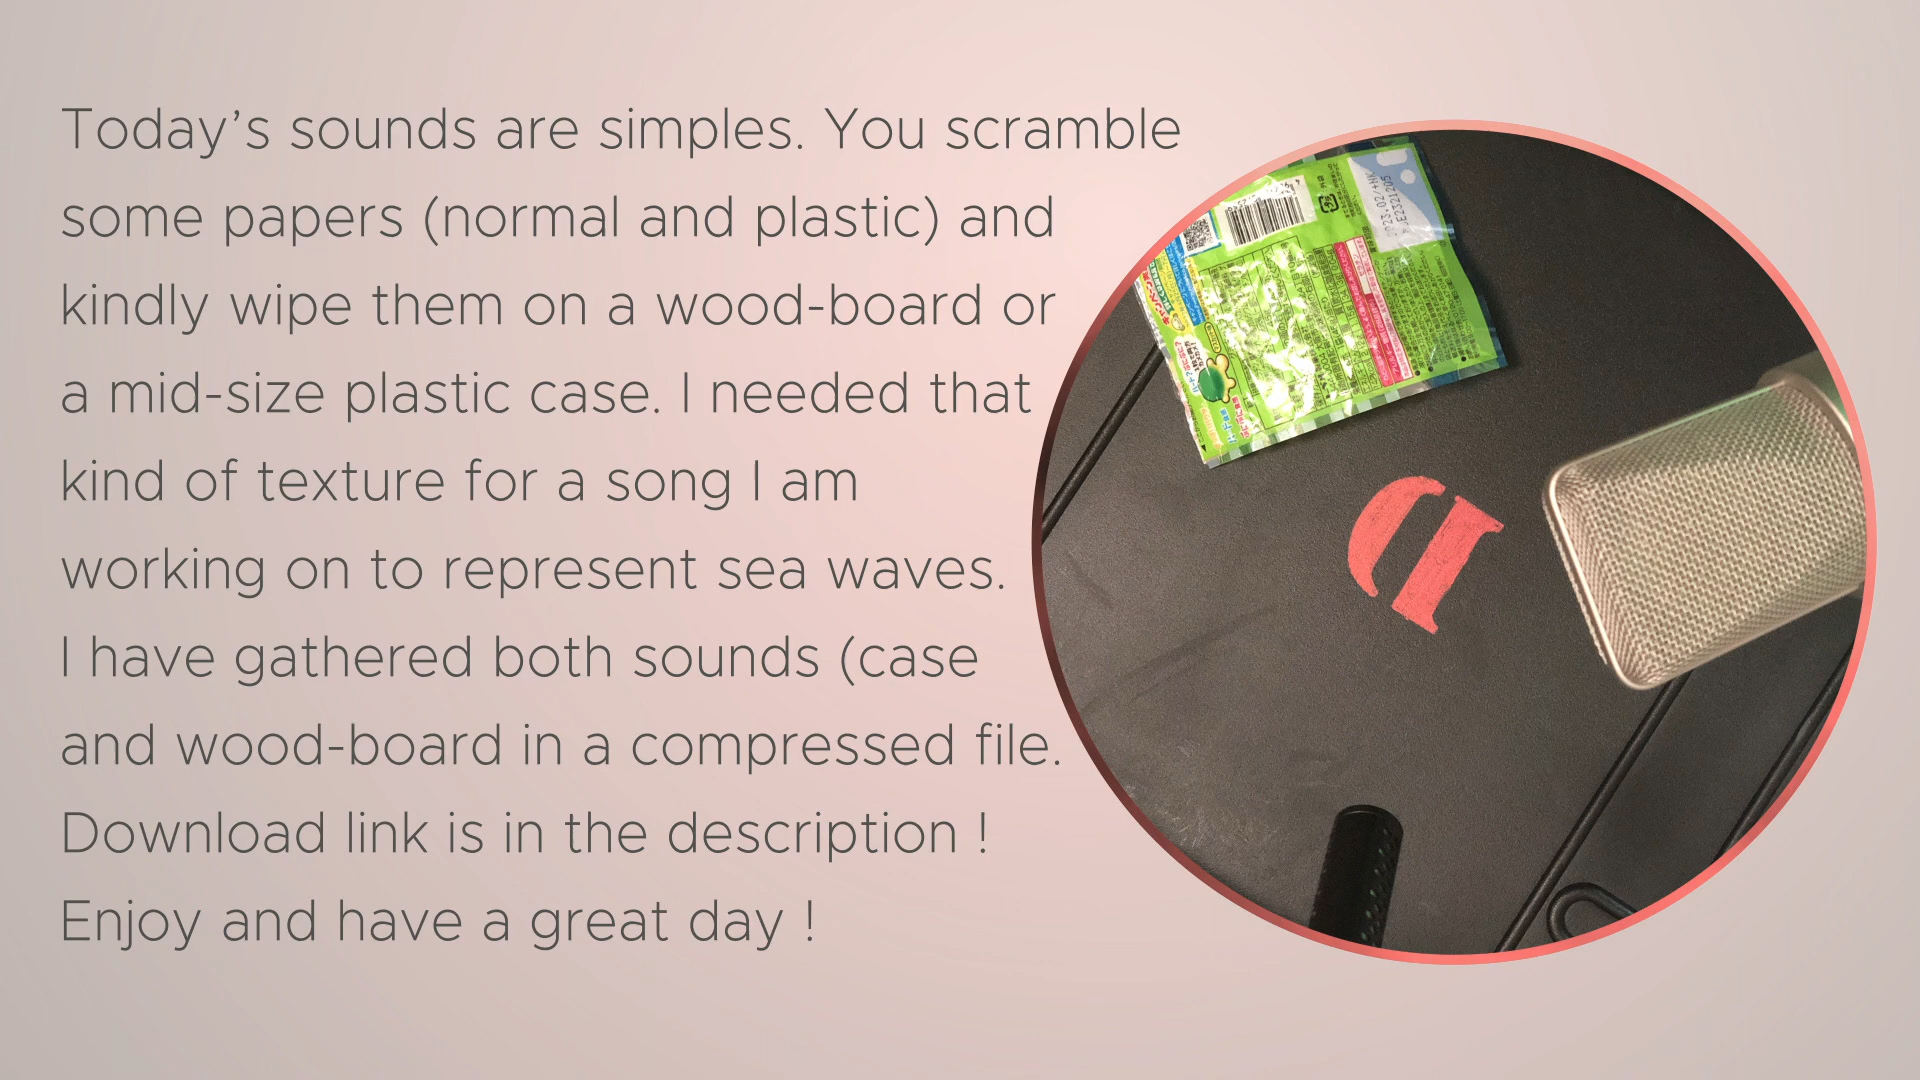 Today’s sounds are simples. You scramble
some papers (normal and plastic) and
kindly wipe them on a wood-board or
a mid-size plastic case. I needed that
kind of texture for a song I am
working on to represent sea waves.
I have gathered both sounds (case
and wood-board in a compressed file.
Download link is in the description !
Enjoy and have a great day !
D